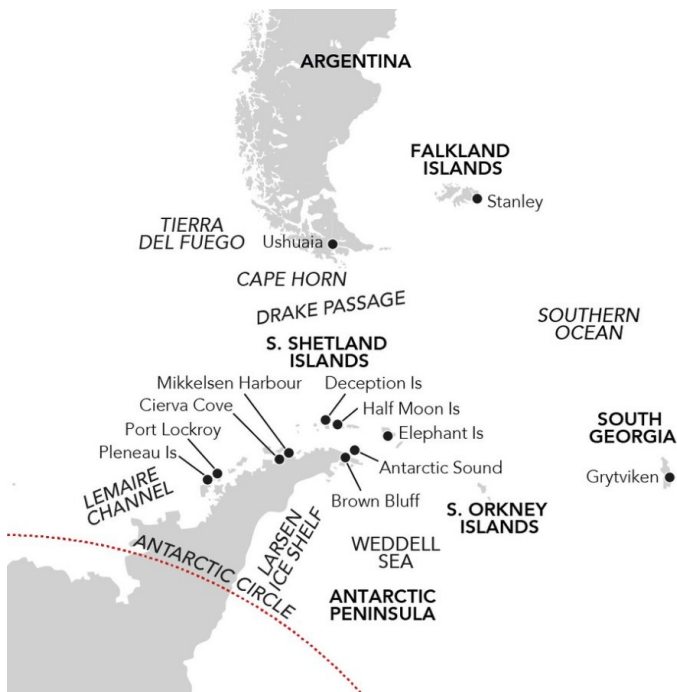 ARGENTINA
FALKLAND
ISLANDS
Stanley
TIERRA
DEL FUEGO
Ushuaia
CAPE HORN
DRAKE PASSAGE
SOUTHERN
OCEAN
S. SHETLAND
ISLANDS
Mikkelsen Harbour
Deception Is
Cierva Cove
Half Moon Is
Port Lockroy
Elephant Is
Pleneau Is
Antarctic Sound
SOUTH
GEORGIA
Grytviken
LEMAIRE
CHANNEL
Brown Bluff
S. ORKNEY
ISLANDS
LARSEN
ICE SHELF
WEDDELL
SEA
ANTARCTIC CIRCLE
ANTARCTIC
PENINSULA